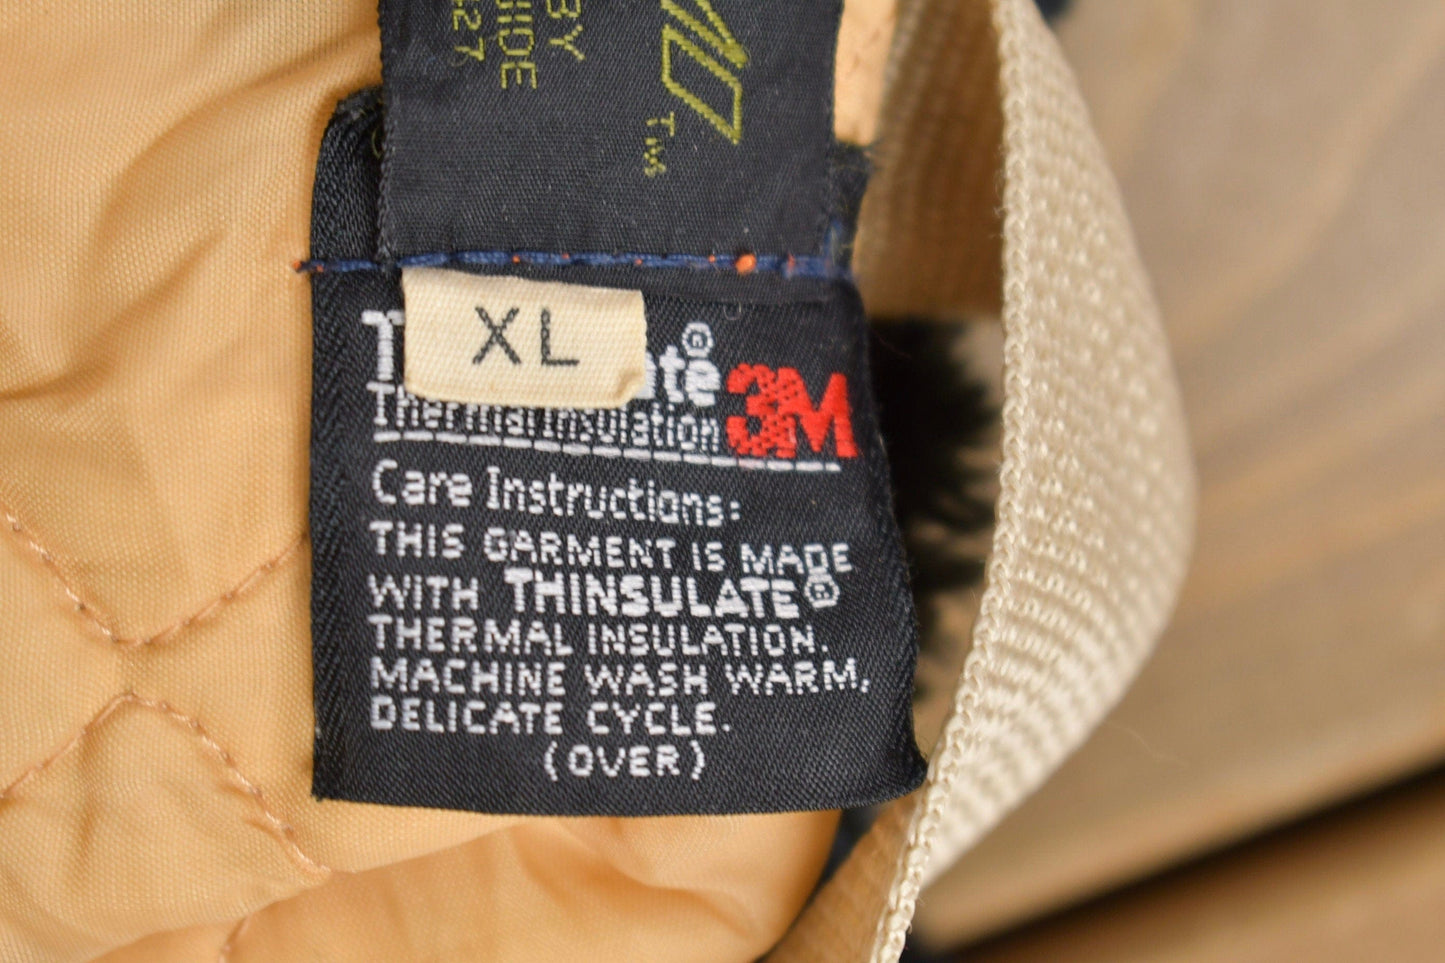 BY
427
TM
XL
3M
Thermal Insulation
Care Instructions:
THIS GARMENT IS MADE
WITH THINSULATE®
THERMAL INSULATION.
MACHINE WASH WARM,
DELICATE CYCLE.
(OVER)